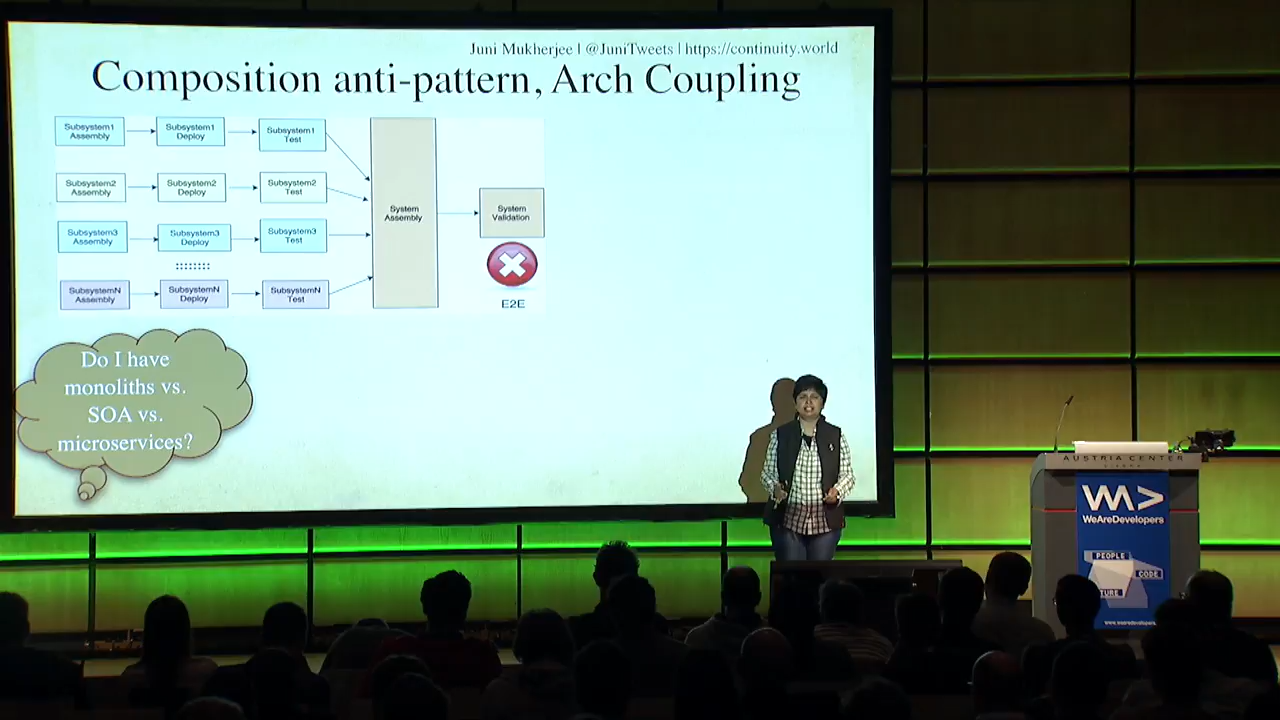 Juni Mukherjee | @JuniTweets | https://continuity.world
Composition anti-pattern, Arch Coupling
Subsystem1
Assembly
Subsystem1
Deploy
Subsystem1
Test
Subsystem2
Assembly
Subsystem2
Deploy
Subsystem2
Test
Subsystem3
Assembly
Subsystem3
Deploy
Subsystem3
Test
SubsystemN
Assembly
SubsystemN
Deploy
SubsystemN
Test
System
Assembly
System
Validation
E2E
Do I have
monoliths vs.
SOA vs.
microservices?
AUSTRIA CENTER
WeAreDevelopers
PEOPLE
CODE